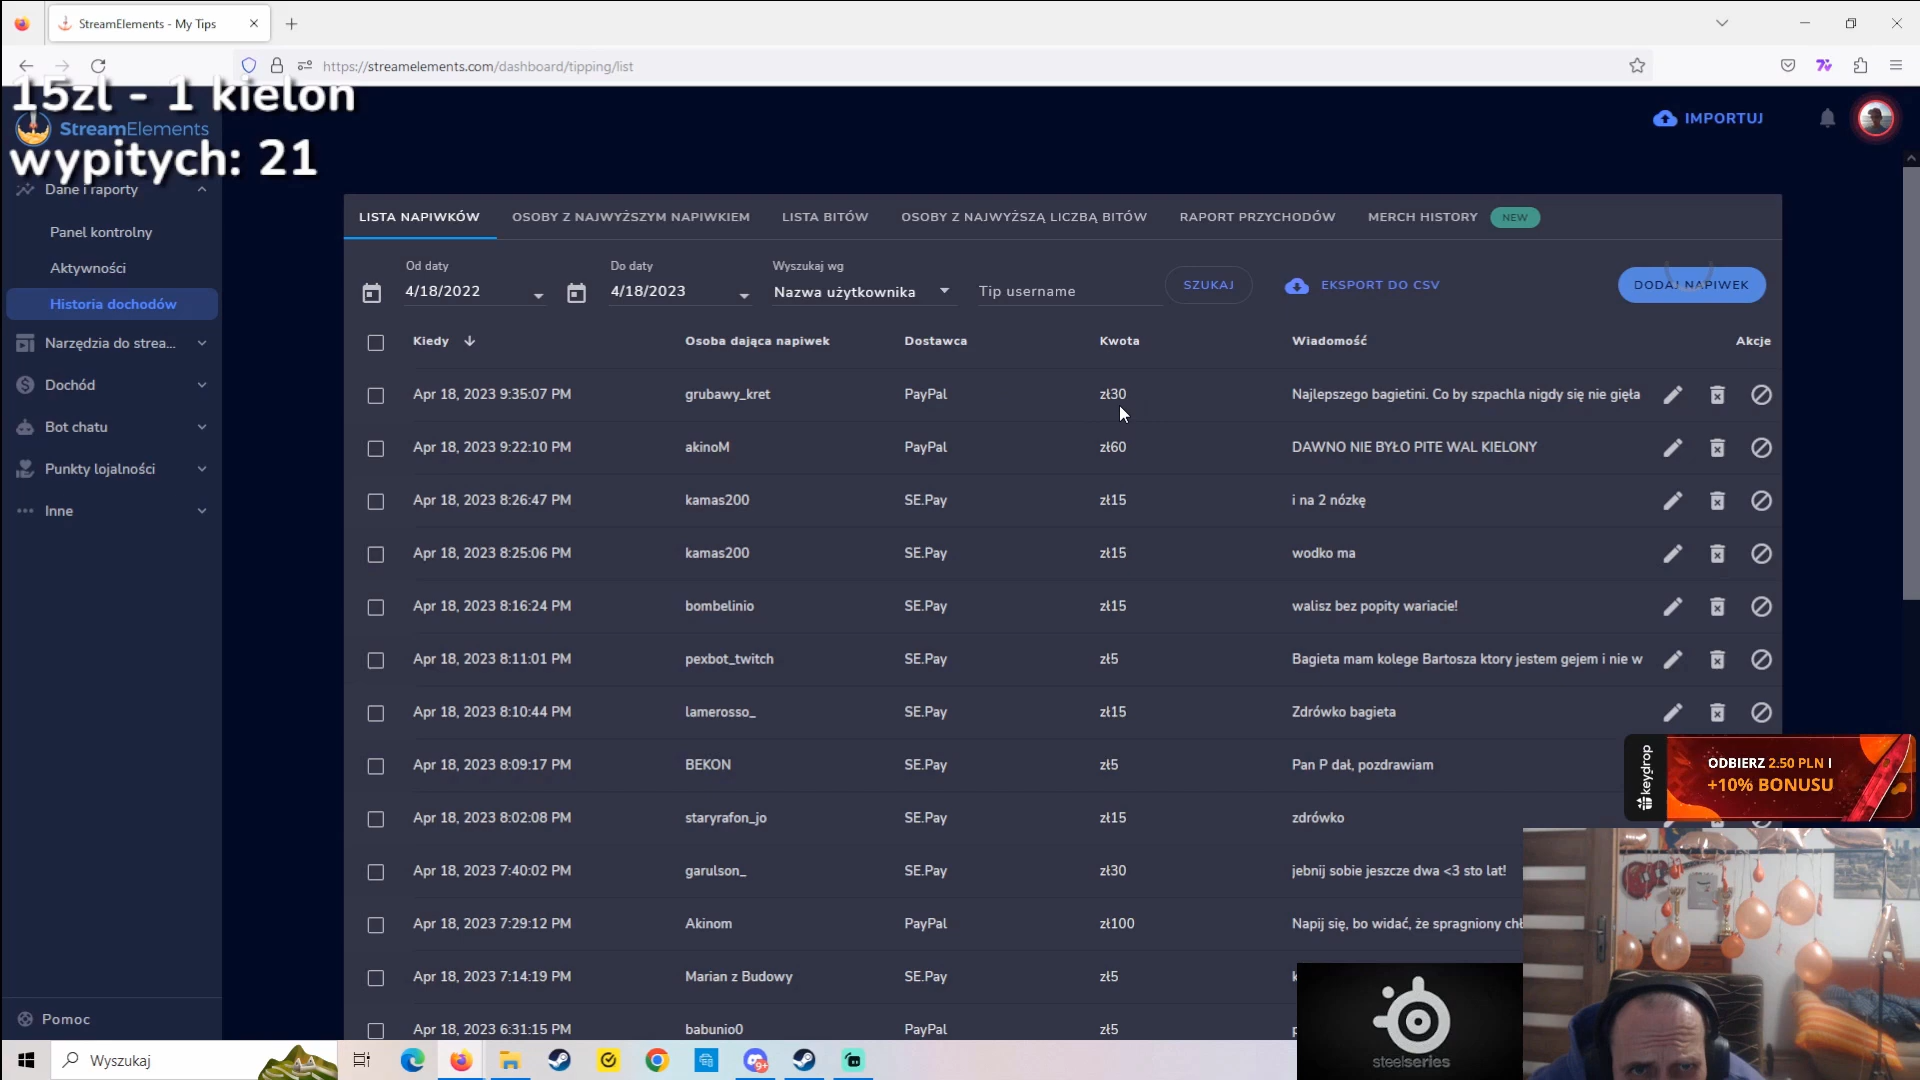 StreamElements - My Tips
https://streamelements.com/dashboard/tipping/list
15zl - 1 kielon
StreamElements
wypitych: 21
IMPORTUJ
Dane i raporty
Panel kontrolny
Aktywności
Historia dochodów
Narzędzia do strea...
Dochód
Bot chatu
Punkty lojalności
Inne
Pomoc
LISTA NAPIWKÓW OSOBY Z NAJWYŻSZYM NAPIWKIEM LISTA BITÓW OSOBY Z NAJWYŻSZĄ LICZBĄ BITÓW RAPORT PRZYCHODÓW MERCH HISTORY NEW
Od daty Do daty Wyszukaj wg
4/18/2022 4/18/2023 Nazwa użytkownika Tip username SZUKAJ EKSPORT DO CSV DODAJ NAPIWEK
Kiedy Osoba dająca napiwek Dostawca Kwota Wiadomość Akcje
Apr 18, 2023 9:35:07 PM grubawy_kret PayPal zł30 Najlepszego bagietini. Co by szpachla nigdy się nie gięła
Apr 18, 2023 9:22:10 PM akinoM PayPal zł60 DAWNO NIE BYŁO PITE WAL KIELONY
Apr 18, 2023 8:26:47 PM kamas200 SE.Pay zł15 i na 2 nózkę
Apr 18, 2023 8:25:06 PM kamas200 SE.Pay zł15 wodko ma
Apr 18, 2023 8:16:24 PM bombelinio SE.Pay zł15 walisz bez popity wariacie!
Apr 18, 2023 8:11:01 PM pexbot_twitch SE.Pay zł5 Bagieta mam kolege Bartosza ktory jestem gejem i nie w
Apr 18, 2023 8:10:44 PM lamerosso_ SE.Pay zł15 Zdrówko bagieta
Apr 18, 2023 8:09:17 PM BEKON SE.Pay zł5 Pan P dał, pozdrawiam
Apr 18, 2023 8:02:08 PM staryrafon_jo SE.Pay zł15 zdrówko
Apr 18, 2023 7:40:02 PM garulson_ SE.Pay zł30 jebnij sobie jeszcze dwa <3 sto lat!
Apr 18, 2023 7:29:12 PM Akinom PayPal zł100 Napij się, bo widać, że spragniony
Apr 18, 2023 7:14:19 PM Marian z Budowy SE.Pay zł5
Apr 18, 2023 6:31:15 PM babunio0 PayPal zł5
keydrop
ODBIERZ 2.50 PLN I
+10% BONUSU
steelseries
Wyszukaj
9+